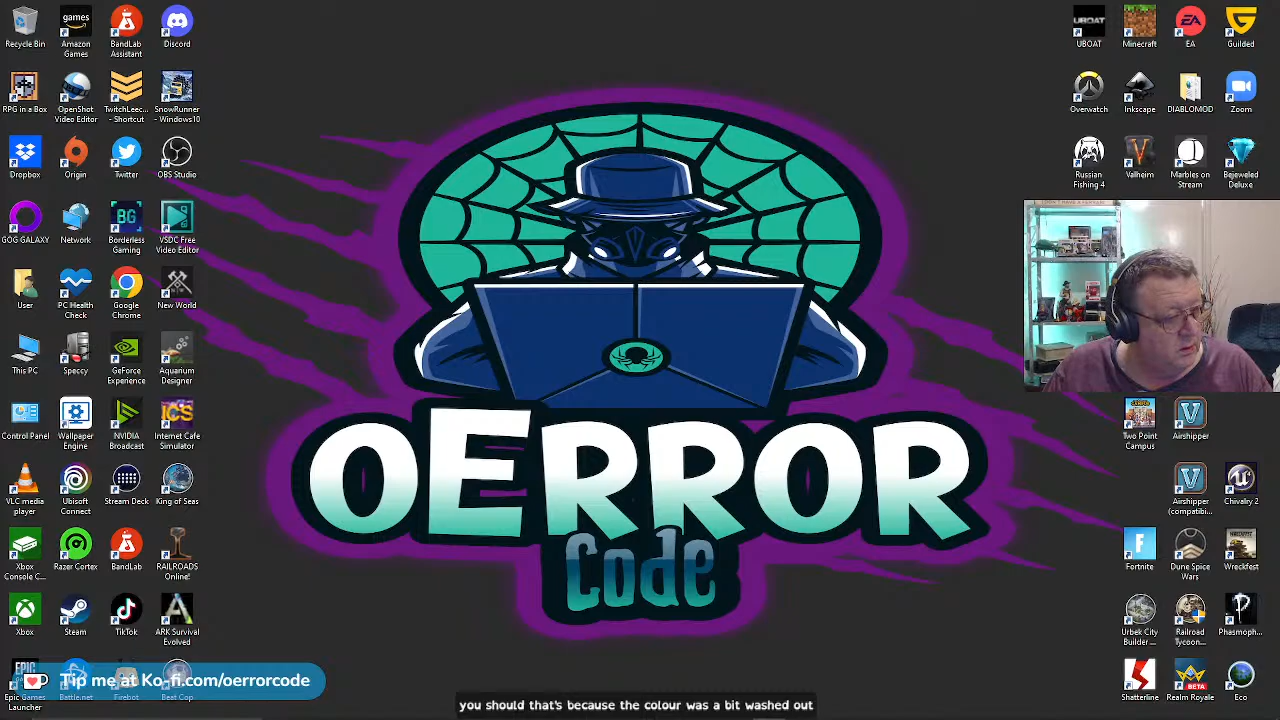 Recycle Bin
Amazon
Games
BandLab
Assistant
Discord
RPG in a Box
OpenShot
Video Editor
TwitchLeec...
- Shortcut
SnowRunner
- Windows10
Dropbox
Origin
Twitter
OBS Studio
GOG GALAXY
Network
Borderless
Gaming
VSDC Free
Video Editor
User
PC Health
Check
Google
Chrome
New World
This PC
Speccy
GeForce
Experience
Aquarium
Designer
Control Panel
Wallpaper
Engine
NVIDIA
Broadcast
Internet Cafe
Simulator
VLC media
player
Ubisoft
Connect
Stream Deck
King of Seas
Xbox
Console C...
Razer Cortex
BandLab
RAILROADS
Online!
Xbox
Steam
TikTok
ARK Survival
Evolved
Epic Games
Launcher
Battle.net
Firebot
Beat Cop
Tip me at Ko-fi.com/oerrorcode
OERROR
Code
UBOAT
Minecraft
EA
Guilded
Overwatch
Inkscape
DIABLOMOD
Zoom
Russian
Fishing 4
Valheim
Marbles on
Stream
Bejeweled
Deluxe
Two Point
Campus
Airshipper
Airshipper
(compatibi...
Chivalry 2
Fortnite
Dune Spice
Wars
Wreckfest
Urbek City
Builder ...
Railroad
Tycoon...
Phasmoph...
Shatterline
Realm Royale
Eco
you should that's because the colour was a bit washed out